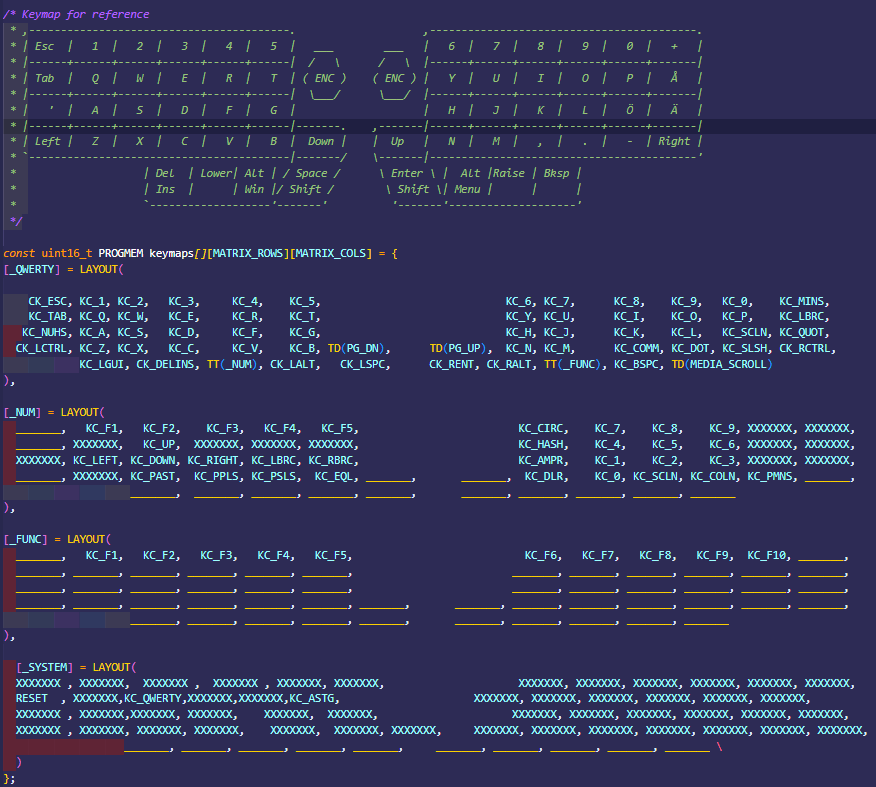 /* Keymap for reference
 * ,-----------------------------------------.                    ,-----------------------------------------.
 * | Esc  |   1  |   2  |   3  |   4  |   5  |   ___        ___   |   6  |   7  |   8  |   9  |   0  |   +  |
 * |------+------+------+------+------+------|  /   \      /   \  |------+------+------+------+------+------|
 * | Tab  |   Q  |   W  |   E  |   R  |   T  | ( ENC )    ( ENC ) |   Y  |   U  |   I  |   O  |   P  |   Å  |
 * |------+------+------+------+------+------|  \___/      \___/  |------+------+------+------+------+------|
 * |   '  |   A  |   S  |   D  |   F  |   G  |                    |   H  |   J  |   K  |   L  |   Ö  |   Ä  |
 * |------+------+------+------+------+------|-------.    ,-------|------+------+------+------+------+------|
 * | Left |   Z  |   X  |   C  |   V  |   B  |  Down |    |  Up   |   N  |   M  |   ,  |   .  |   -  | Right |
 * `-----------------------------------------|-------/    \-------|-----------------------------------------'
 *                    | Del  | Lower| Alt | / Space /      \ Enter \ |  Alt |Raise | Bksp |
 *                    | Ins  |      | Win |/ Shift /        \ Shift \| Menu |      |      |
 *                    `-------------------'-------'          '-------'--------------------'
 */
const uint16_t PROGMEM keymaps[][MATRIX_ROWS][MATRIX_COLS] = {
[_QWERTY] = LAYOUT(
CK_ESC, KC_1, KC_2, KC_3, KC_4, KC_5, KC_6, KC_7, KC_8, KC_9, KC_0, KC_MINS,
KC_TAB, KC_Q, KC_W, KC_E, KC_R, KC_T, KC_Y, KC_U, KC_I, KC_O, KC_P, KC_LBRC,
KC_NUHS, KC_A, KC_S, KC_D, KC_F, KC_G, KC_H, KC_J, KC_K, KC_L, KC_SCLN, KC_QUOT,
CK_LCTRL, KC_Z, KC_X, KC_C, KC_V, KC_B, TD(PG_DN), TD(PG_UP), KC_N, KC_M, KC_COMM, KC_DOT, KC_SLSH, CK_RCTRL,
KC_LGUI, CK_DELINS, TT(_NUM), CK_LALT, CK_LSPC, CK_RENT, CK_RALT, TT(_FUNC), KC_BSPC, TD(MEDIA_SCROLL)
),
[_NUM] = LAYOUT(
_______, KC_F1, KC_F2, KC_F3, KC_F4, KC_F5, KC_CIRC, KC_7, KC_8, KC_9, XXXXXXX, XXXXXXX,
_______, XXXXXXX, KC_UP, XXXXXXX, XXXXXXX, XXXXXXX, KC_HASH, KC_4, KC_5, KC_6, XXXXXXX, XXXXXXX,
XXXXXXX, KC_LEFT, KC_DOWN, KC_RIGHT, KC_LBRC, KC_RBRC, KC_AMPR, KC_1, KC_2, KC_3, XXXXXXX, XXXXXXX,
_______, XXXXXXX, KC_PAST, KC_PPLS, KC_PSLS, KC_EQL, _______, ________, KC_DLR, KC_0, KC_SCLN, KC_COLN, KC_PMNS, _______,
_______, _______, _______, _______, _______, _______, _______, _______, _______, _______
),
[_FUNC] = LAYOUT(
_______, KC_F1, KC_F2, KC_F3, KC_F4, KC_F5, KC_F6, KC_F7, KC_F8, KC_F9, KC_F10, _______,
_______, _______, _______, _______, _______, _______, _______, _______, _______, _______, _______, _______,
_______, _______, _______, _______, _______, _______, _______, _______, _______, _______, _______, _______,
_______, _______, _______, _______, _______, _______, _______, _______, _______, _______, _______, _______, _______, _______,
_______, _______, _______, _______, _______, _______, _______, _______, _______, _______
),
[_SYSTEM] = LAYOUT(
XXXXXXX , XXXXXXX, XXXXXXX , XXXXXXX , XXXXXXX, XXXXXXX, XXXXXXX, XXXXXXX, XXXXXXX, XXXXXXX, XXXXXXX, XXXXXXX,
RESET , XXXXXXX,KC_QWERTY,XXXXXXX,XXXXXXX,KC_ASTG, XXXXXXX, XXXXXXX, XXXXXXX, XXXXXXX, XXXXXXX, XXXXXXX,
XXXXXXX , XXXXXXX,XXXXXXX, XXXXXXX, XXXXXXX, XXXXXXX, XXXXXXX, XXXXXXX, XXXXXXX, XXXXXXX, XXXXXXX, XXXXXXX,
XXXXXXX , XXXXXXX, XXXXXXX, XXXXXXX, XXXXXXX, XXXXXXX, XXXXXXX, XXXXXXX, XXXXXXX, XXXXXXX, XXXXXXX, XXXXXXX, XXXXXXX, XXXXXXX,
_______, _______, _______, _______, _______, _______, _______, _______, _______, _______ \
)
};